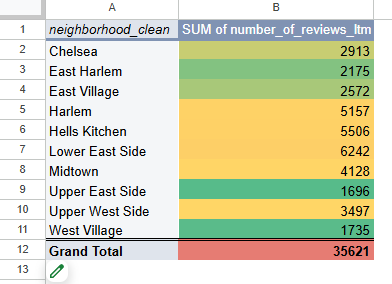 A B
1 neighborhood_clean SUM of number_of_reviews_ltm
2 Chelsea 2913
3 East Harlem 2175
4 East Village 2572
5 Harlem 5157
6 Hells Kitchen 5506
7 Lower East Side 6242
8 Midtown 4128
9 Upper East Side 1696
10 Upper West Side 3497
11 West Village 1735
12 Grand Total 35621
13